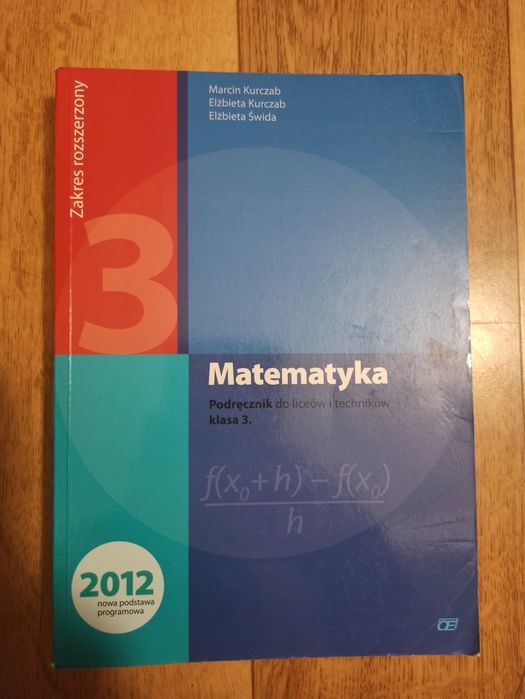 Zakres rozszerzony
Marcin Kurczab
Elżbieta Kurczab
Elżbieta Świda
3
Matematyka
Podręcznik do liceów i techników
klasa 3.
f(x₀+h) – f(x₀)
h
2012
nowa podstawa
programowa
OE